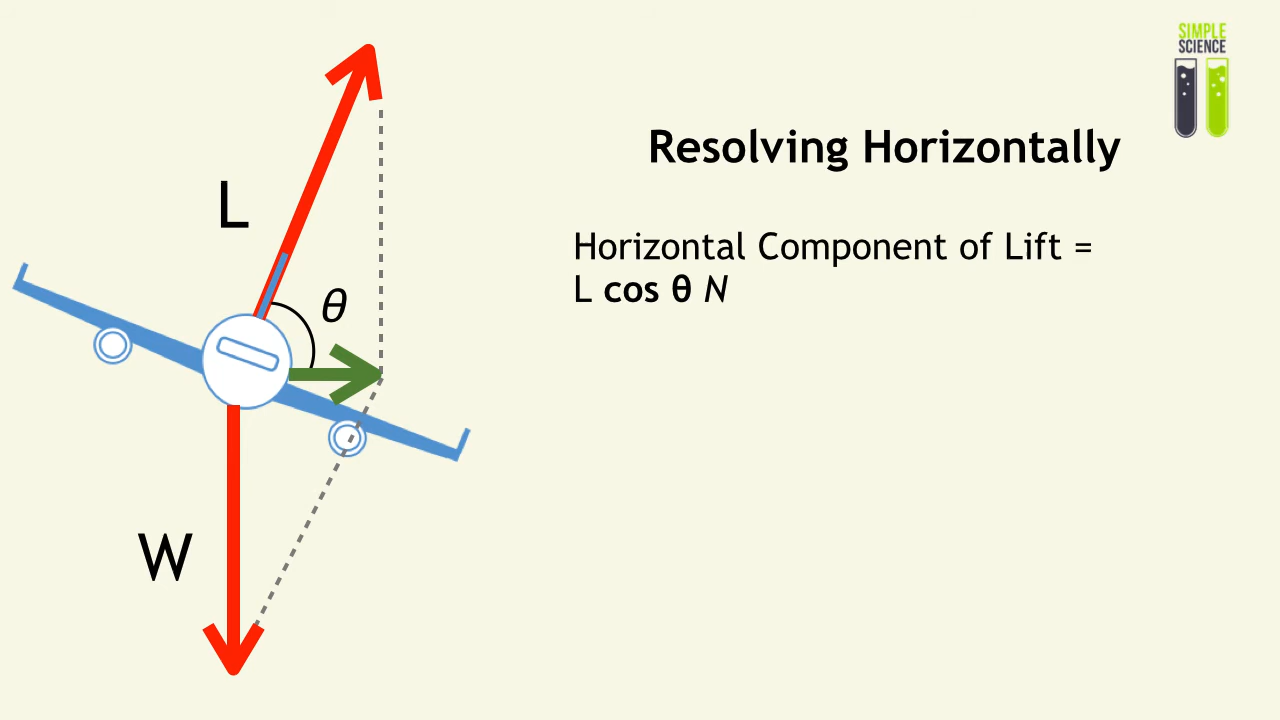 SIMPLE
SCIENCE
Resolving Horizontally
L
Horizontal Component of Lift =
L cos θ N
θ
W